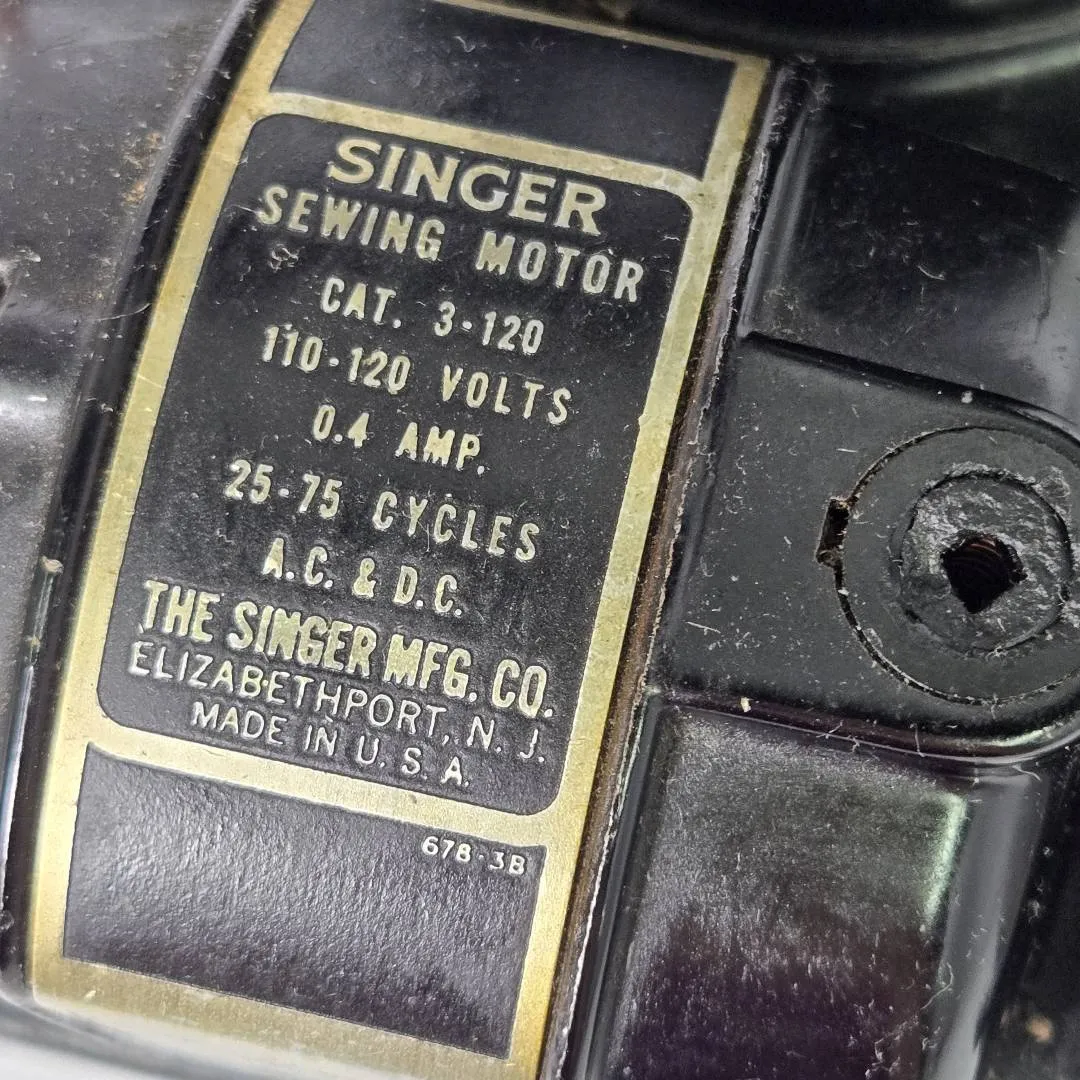 SINGER
SEWING MOTOR
CAT. 3-120
110-120 VOLTS
0.4 AMP.
25-75 CYCLES
A.C. & D.C.
THE SINGER MFG. CO.
ELIZABETHPORT, N. J.
MADE IN U. S. A.
678-3B